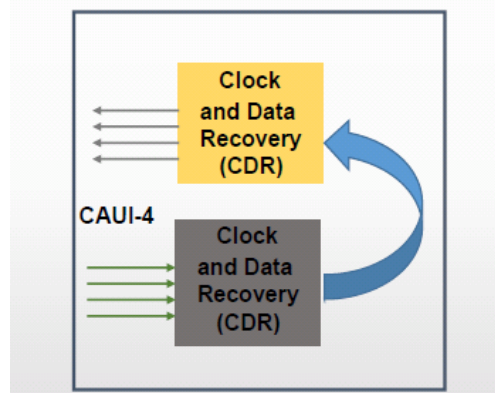 Clock
and Data
Recovery
(CDR)
CAUI-4
Clock
and Data
Recovery
(CDR)